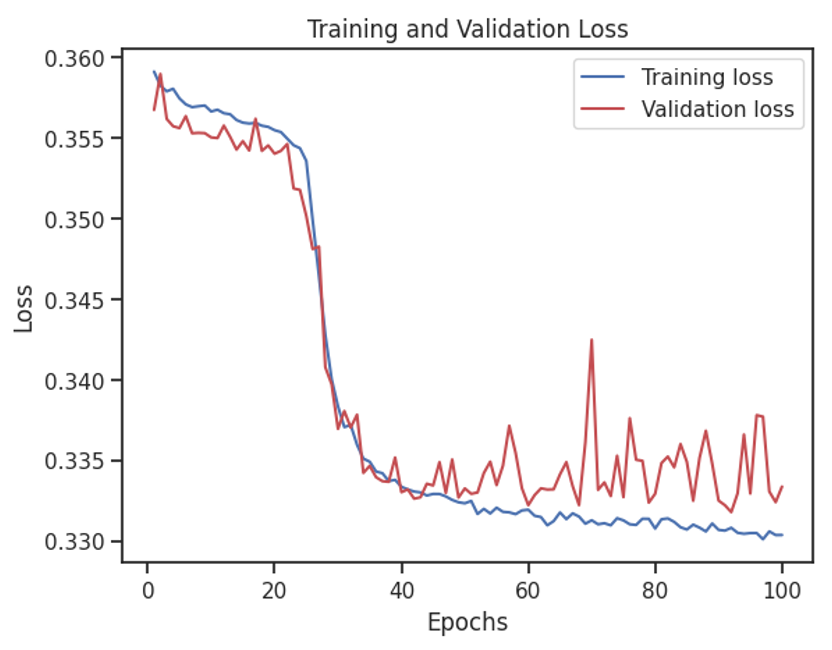 Training and Validation Loss
Training loss
Validation loss
0.360
0.355
0.350
0.345
0.340
0.335
0.330
Loss
0 20 40 60 80 100
Epochs